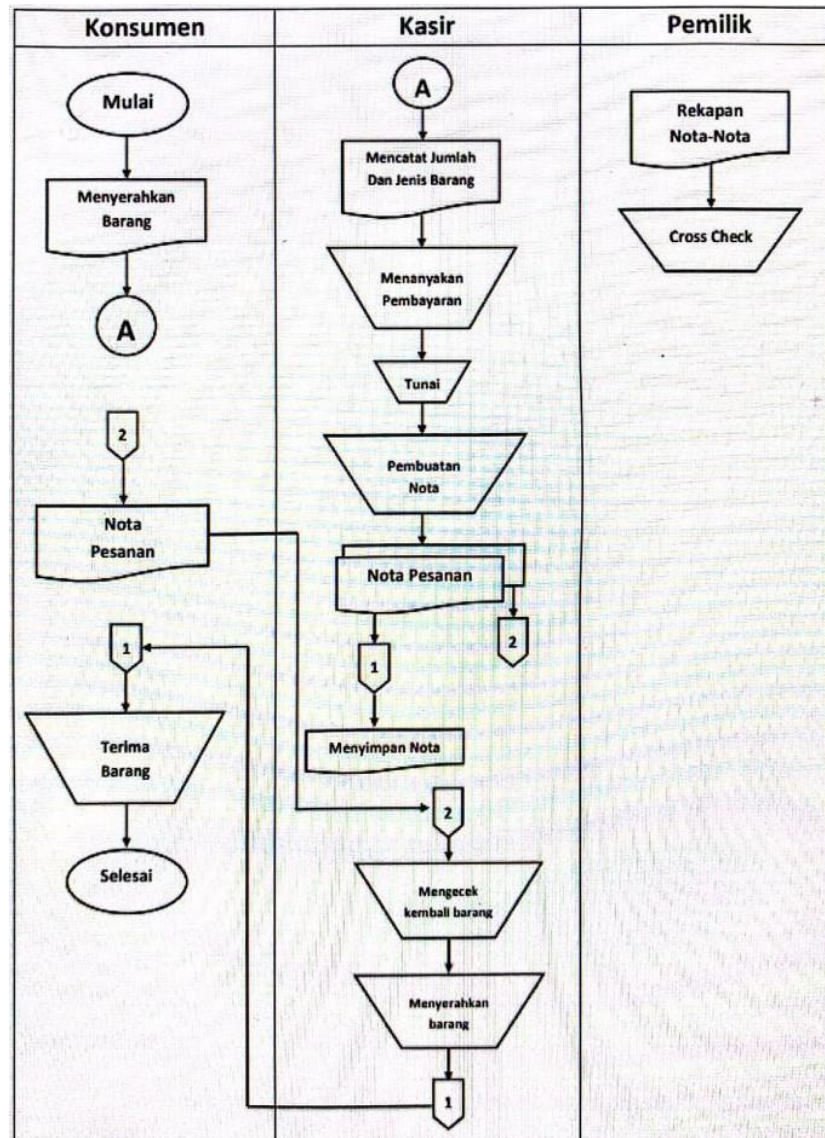 Konsumen
Kasir
Pemilik
Mulai
Menyerahkan
Barang
A
2
Nota
Pesanan
1
Terima
Barang
Selesai
A
Mencatat Jumlah
Dan Jenis Barang
Menanyakan
Pembayaran
Tunai
Pembuatan
Nota
Nota Pesanan
1
2
Menyimpan Nota
2
Mengecek
kembali barang
Menyerahkan
barang
1
Rekapan
Nota-Nota
Cross Check